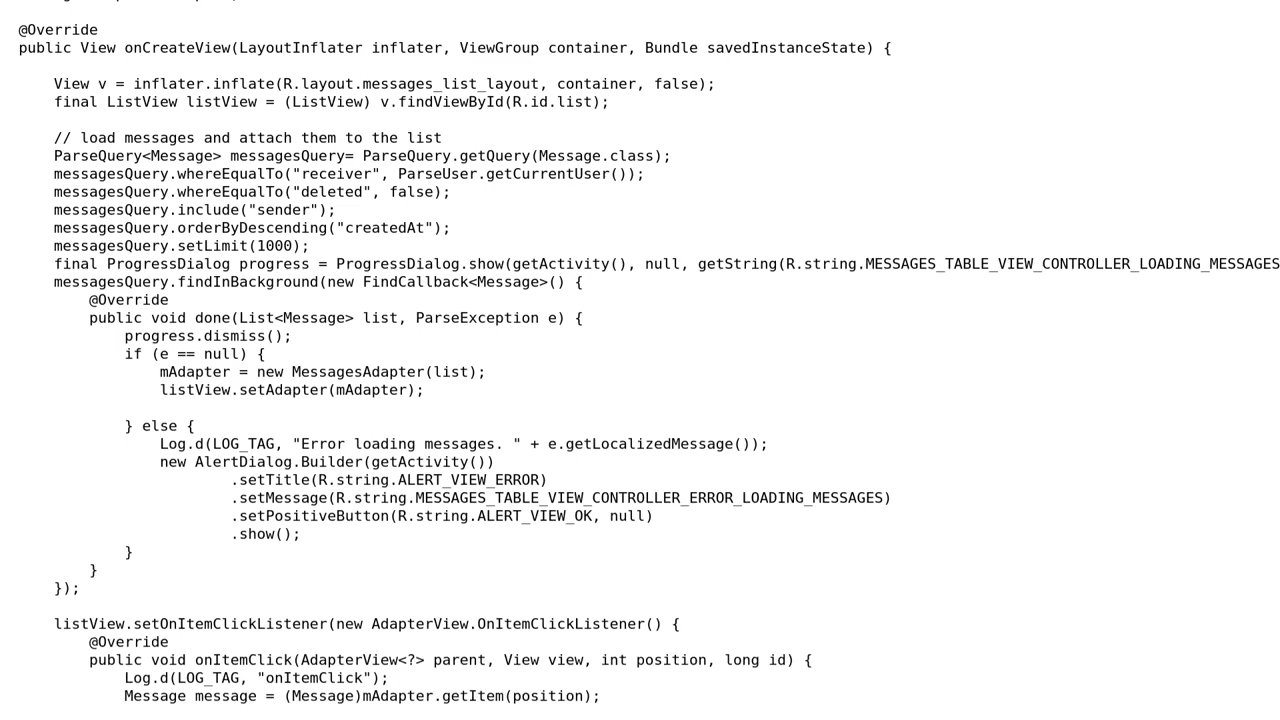 @Override
public View onCreateView(LayoutInflater inflater, ViewGroup container, Bundle savedInstanceState) {
View v = inflater.inflate(R.layout.messages_list_layout, container, false);
final ListView listView = (ListView) v.findViewById(R.id.list);
// load messages and attach them to the list
ParseQuery<Message> messagesQuery= ParseQuery.getQuery(Message.class);
messagesQuery.whereEqualTo("receiver", ParseUser.getCurrentUser());
messagesQuery.whereEqualTo("deleted", false);
messagesQuery.include("sender");
messagesQuery.orderByDescending("createdAt");
messagesQuery.setLimit(1000);
final ProgressDialog progress = ProgressDialog.show(getActivity(), null, getString(R.string.MESSAGES_TABLE_VIEW_CONTROLLER_LOADING_MESSAGES
messagesQuery.findInBackground(new FindCallback<Message>() {
@Override
public void done(List<Message> list, ParseException e) {
progress.dismiss();
if (e == null) {
mAdapter = new MessagesAdapter(list);
listView.setAdapter(mAdapter);
} else {
Log.d(LOG_TAG, "Error loading messages. " + e.getLocalizedMessage());
new AlertDialog.Builder(getActivity())
.setTitle(R.string.ALERT_VIEW_ERROR)
.setMessage(R.string.MESSAGES_TABLE_VIEW_CONTROLLER_ERROR_LOADING_MESSAGES)
.setPositiveButton(R.string.ALERT_VIEW_OK, null)
.show();
}
}
});
listView.setOnItemClickListener(new AdapterView.OnItemClickListener() {
@Override
public void onItemClick(AdapterView<?> parent, View view, int position, long id) {
Log.d(LOG_TAG, "onItemClick");
Message message = (Message)mAdapter.getItem(position);